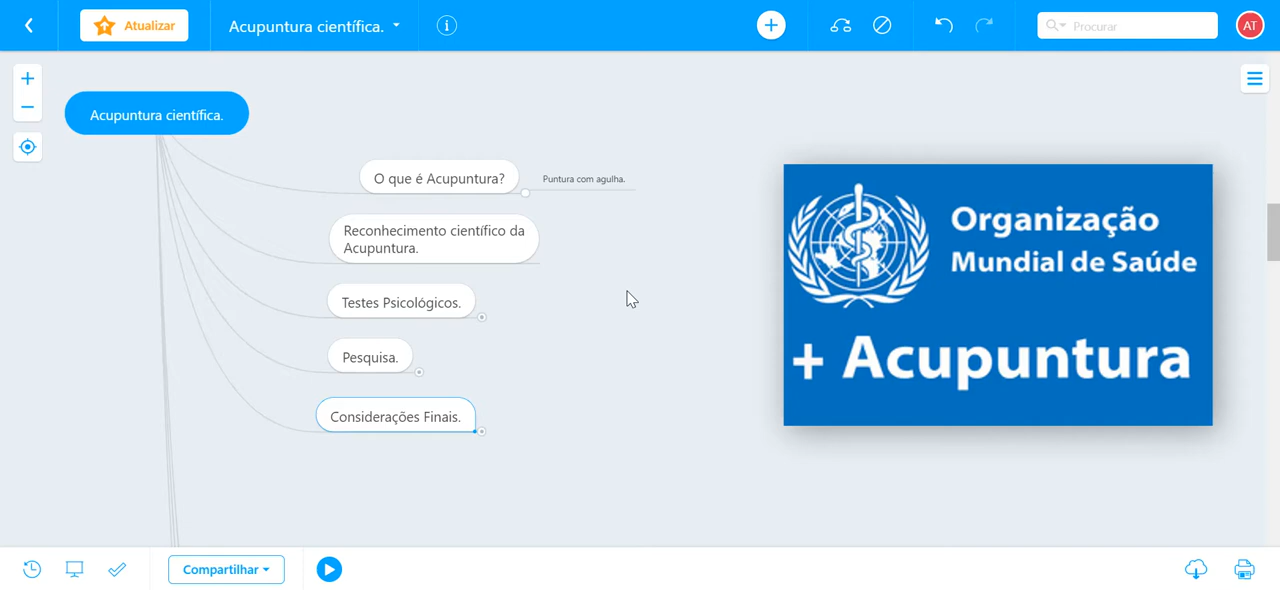 Atualizar
Acupuntura científica.
Procurar
AT
Acupuntura científica.
O que é Acupuntura?
Puntura com agulha.
Reconhecimento científico da
Acupuntura.
Testes Psicológicos.
Pesquisa.
Considerações Finais.
Organização
Mundial de Saúde
+ Acupuntura
Compartilhar